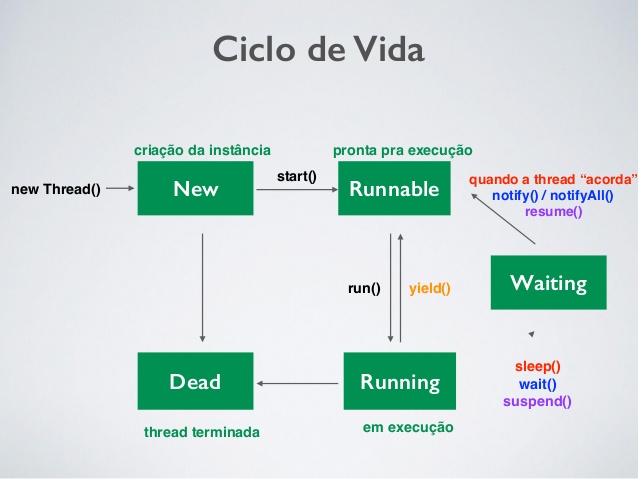 Ciclo de Vida
criação da instância
pronta pra execução
new Thread()
New
start()
Runnable
quando a thread “acorda”
notify() / notifyAll()
resume()
run()
yield()
Waiting
Dead
Running
sleep()
wait()
suspend()
thread terminada
em execução